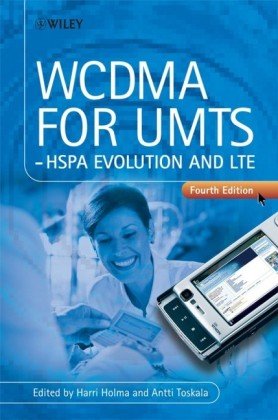 WILEY
WCDMA
FOR UMTS
– HSPA EVOLUTION AND LTE
Fourth Edition
Edited by Harri Holma and Antti Toskala